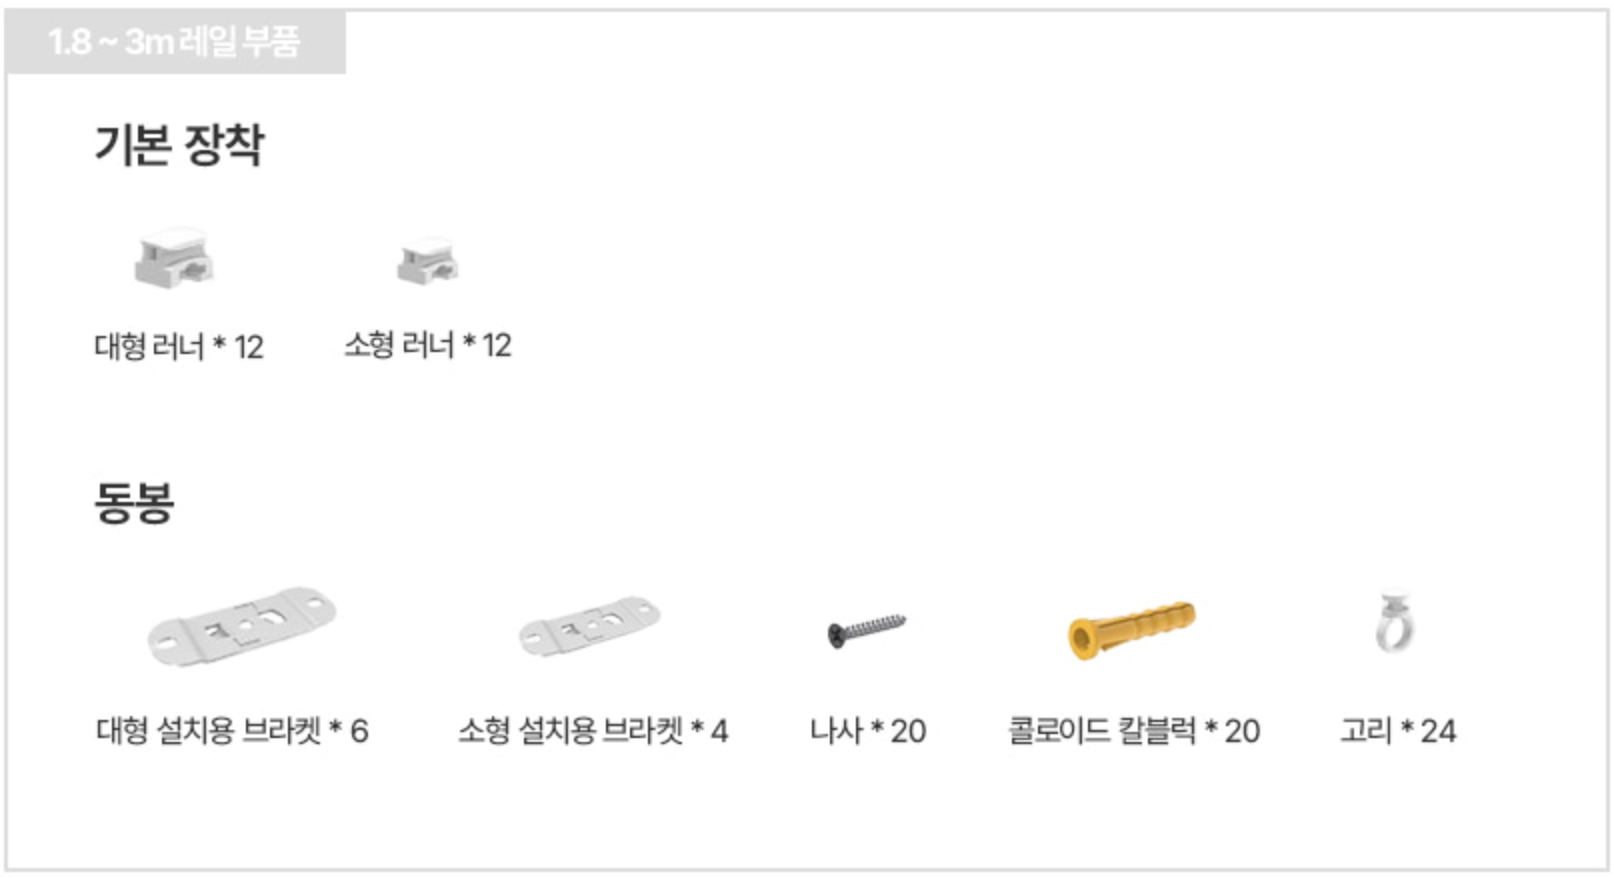 1.8 ~ 3m 레일 부품
기본 장착
대형 러너 * 12
소형 러너 * 12
동봉
대형 설치용 브라켓 * 6
소형 설치용 브라켓 * 4
나사 * 20
콜로이드 칼블럭 * 20
고리 * 24